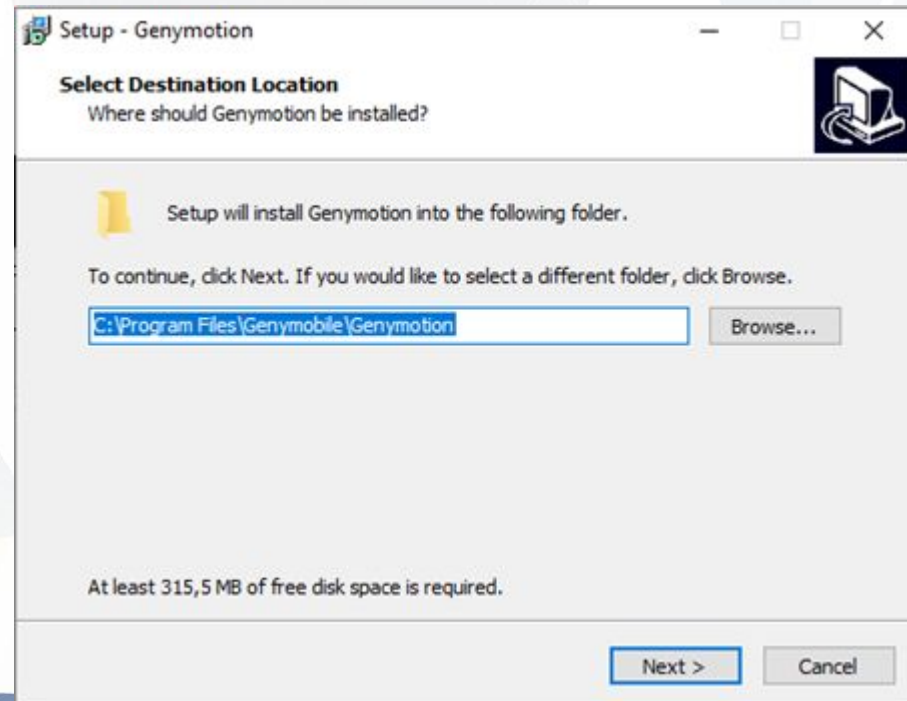 Setup - Genymotion
Select Destination Location
Where should Genymotion be installed?
Setup will install Genymotion into the following folder.
To continue, click Next. If you would like to select a different folder, click Browse.
C:\Program Files\Genymobile\Genymotion
Browse...
At least 315,5 MB of free disk space is required.
Next >
Cancel